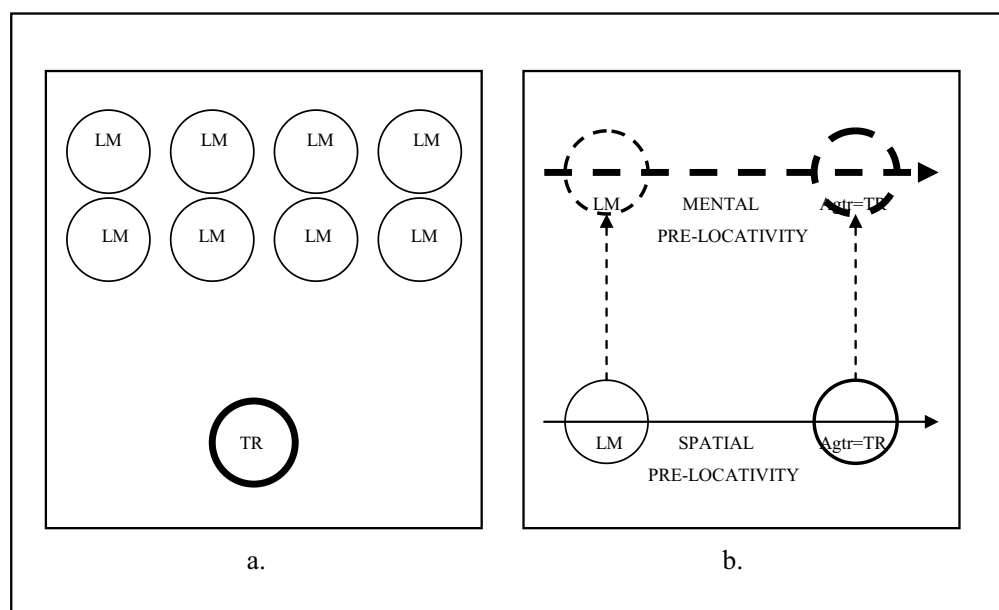 LM LM LM LM
LM LM LM LM
TR
a.
LM MENTAL Agtr=TR
PRE-LOCATIVITY
LM SPATIAL Agtr=TR
PRE-LOCATIVITY
b.